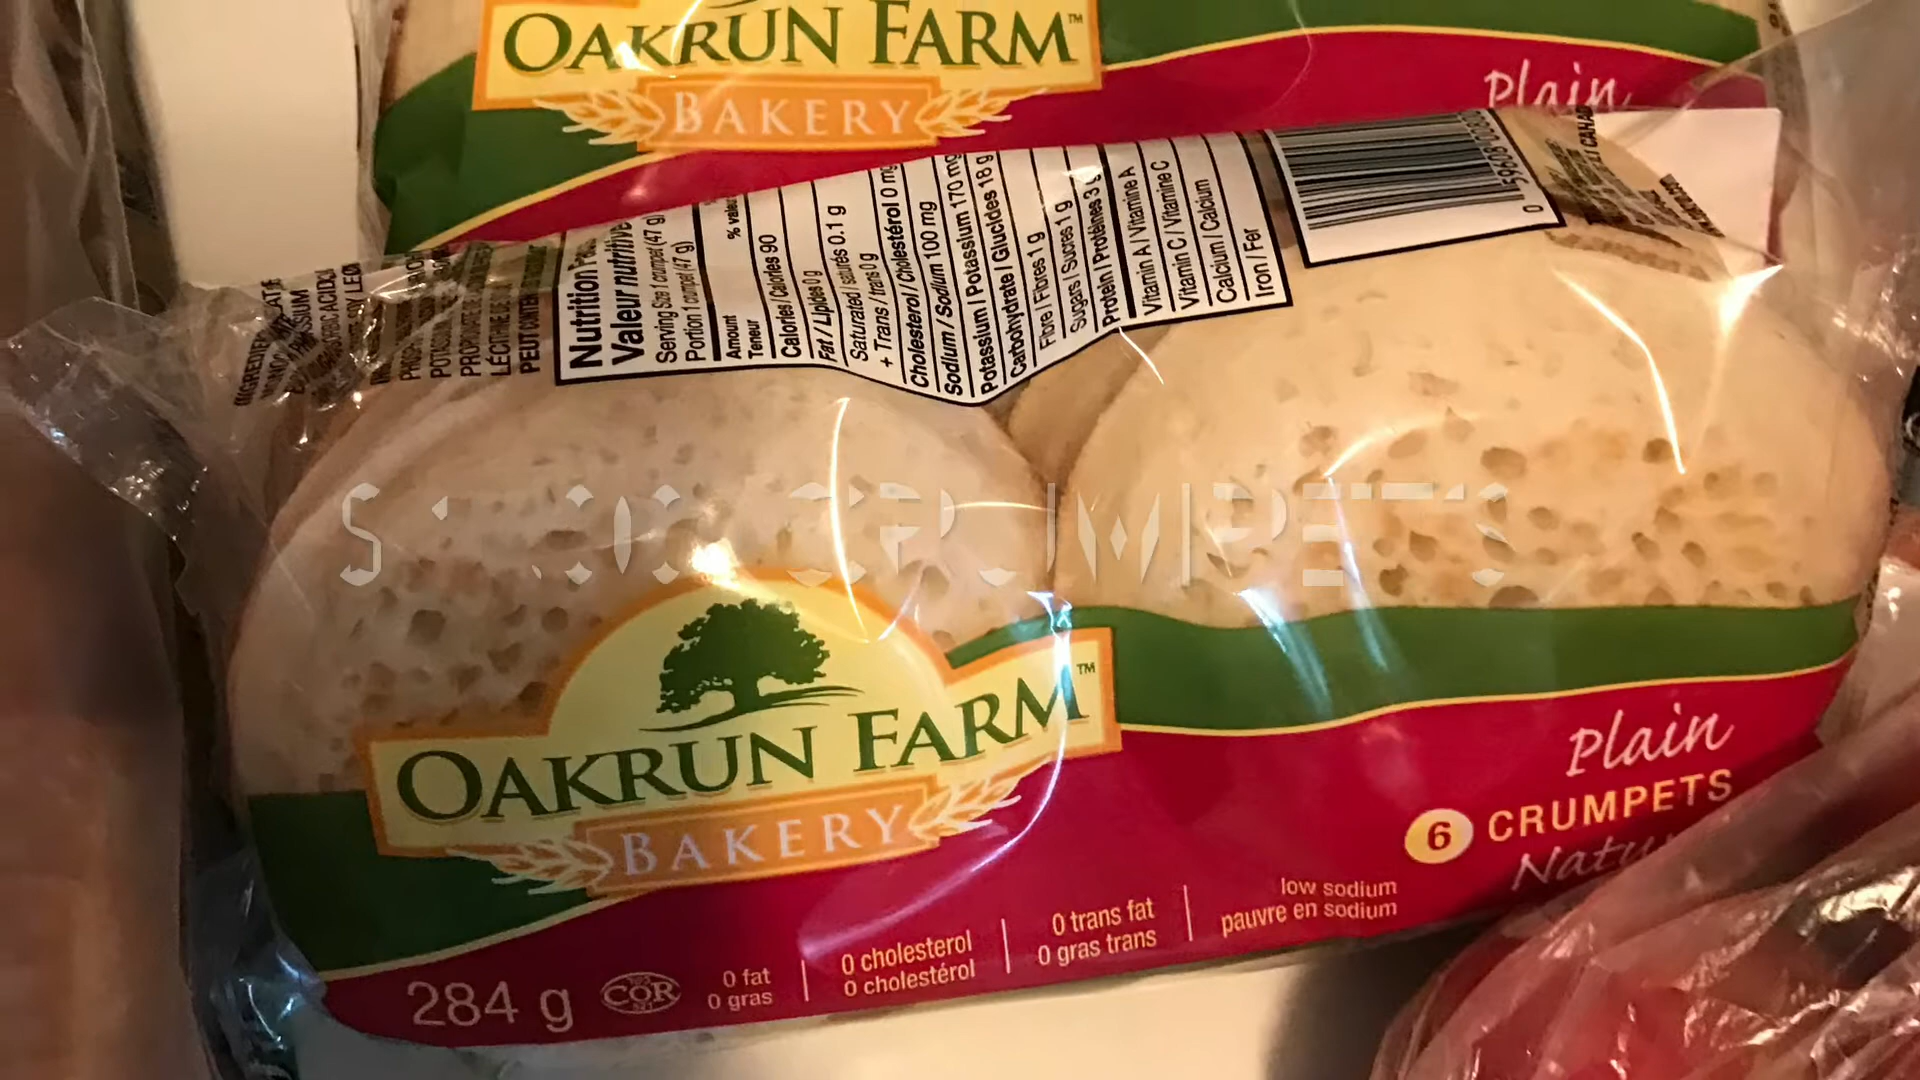 OAKRUN FARM™
BAKERY
Plain
Nutrition
Valeur nutritive
Serving Size 1 crumpet (47 g)
Portion 1 crumpet (47 g)
Amount
Teneur
% valeur
Calories / Calories 90
Fat / Lipides 0 g
Saturated / saturés 0.1 g
+ Trans / trans 0 g
Cholesterol / Cholestérol 0 mg
Sodium / Sodium 100 mg
Potassium / Potassium 170 mg
Carbohydrate / Glucides 18 g
Fibre / Fibres 1 g
Sugars / Sucres 1 g
Protein / Protéines 3 g
Vitamin A / Vitamine A
Vitamin C / Vitamine C
Calcium / Calcium
Iron / Fer
CRUMPETS
OAKRUN FARM™
BAKERY
Plain
6 CRUMPETS
284 g
COR
0 fat
0 gras
0 cholesterol
0 cholestérol
0 trans fat
0 gras trans
low sodium
pauvre en sodium